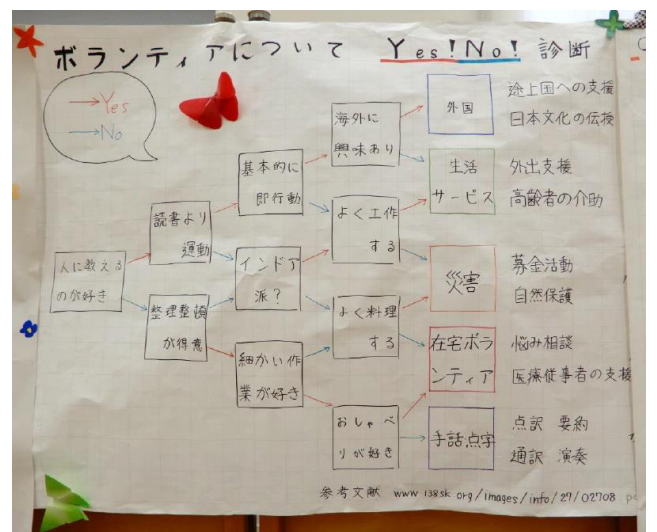 ボランティアについて Yes!No! 診断
→Yes
→No
人に教える
のが好き
読書より
運動
整理整頓
が得意
基本的に
即行動
インドア
派?
細かい作
業が好き
海外に
興味あり
よく工作
する
よく料理
する
おしゃべ
りが好き
外国
途上国への支援
日本文化の伝授
生活
サービス
外出支援
高齢者の介助
災害
募金活動
自然保護
在宅ボラ
ンティア
悩み相談
医療従事者の支援
手話点字
点訳 要約
通訳 演奏
参考文献 www 138sk org/images/info/29/02708